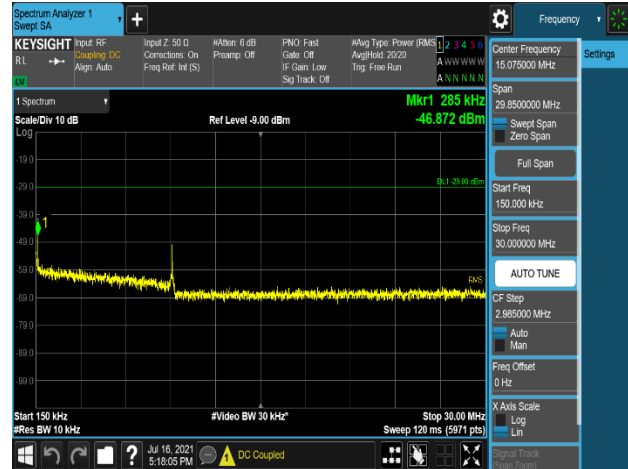 Spectrum Analyzer 1
Swept SA
Frequency
KEYSIGHT
Input: RF
Coupling: DC
Align: Auto
Input Z: 50 Ω
Corrections: On
Freq Ref: Int (S)
#Atten: 6 dB
Preamp: Off
PNO: Fast
Gate: Off
IF Gain: Low
Sig Track: Off
#Avg Type: Power (RMS
Avg|Hold: 20/20
Trig: Free Run
1 2 3 4 5 6
A W W W W W
A N N N N N
R L
1 Spectrum
Scale/Div 10 dB
Ref Level -9.00 dBm
Mkr1 285 kHz
-46.872 dBm
Log
-19.0
-29.0
-39.0
-49.0
-59.0
-69.0
-79.0
-89.0
-99.0
DL1 -29.00 dBm
1
RMS
Start 150 kHz
#Res BW 10 kHz
#Video BW 30 kHz*
Stop 30.00 MHz
Sweep 120 ms (5971 pts)
Center Frequency
15.075000 MHz
Span
29.8500000 MHz
Swept Span
Zero Span
Full Span
Start Freq
150.000 kHz
Stop Freq
30.000000 MHz
AUTO TUNE
CF Step
2.985000 MHz
Auto
Man
Freq Offset
0 Hz
X Axis Scale
Log
Lin
Signal Track
(Span Zoom)
Settings
?
Jul 16, 2021
5:18:05 PM
DC Coupled